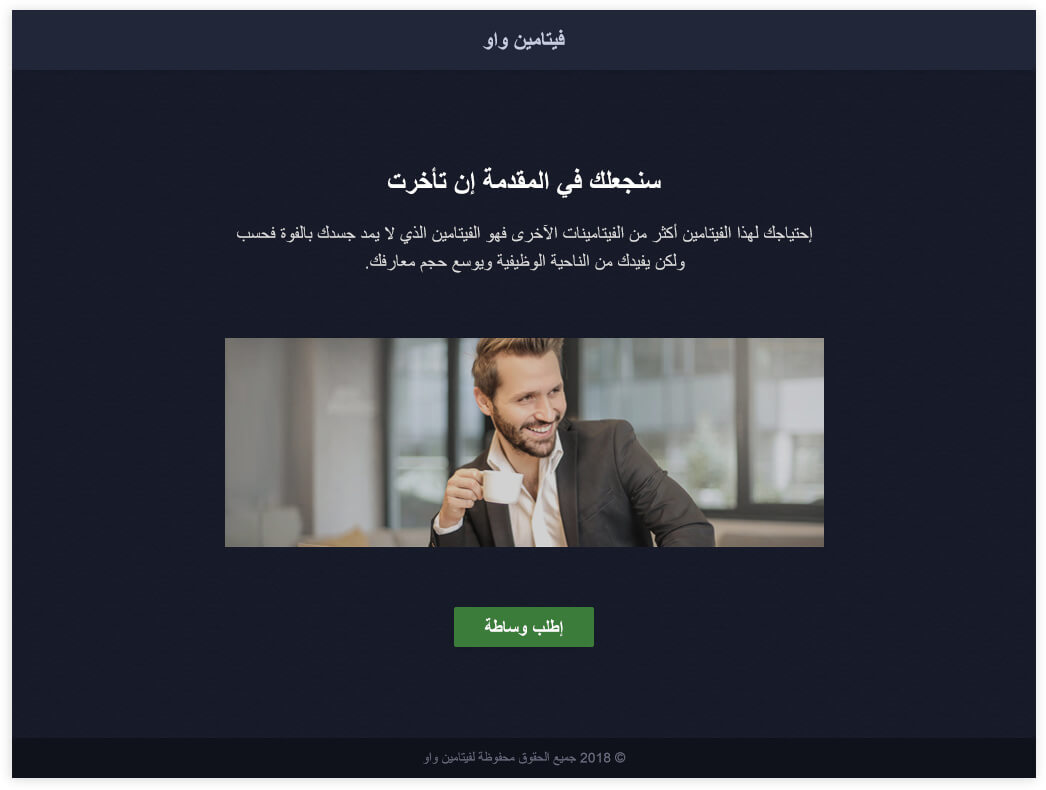 فيتامين واو
سنجعلك في المقدمة إن تأخرت
إحتياجك لهذا الفيتامين أكثر من الفيتامينات الآخرى فهو الفيتامين الذي لا يمد جسدك بالفوة فحسب
ولكن يفيدك من الناحية الوظيفية ويوسع حجم معارفك.
إطلب وساطة
© 2018 جميع الحقوق محفوظة لفيتامين واو